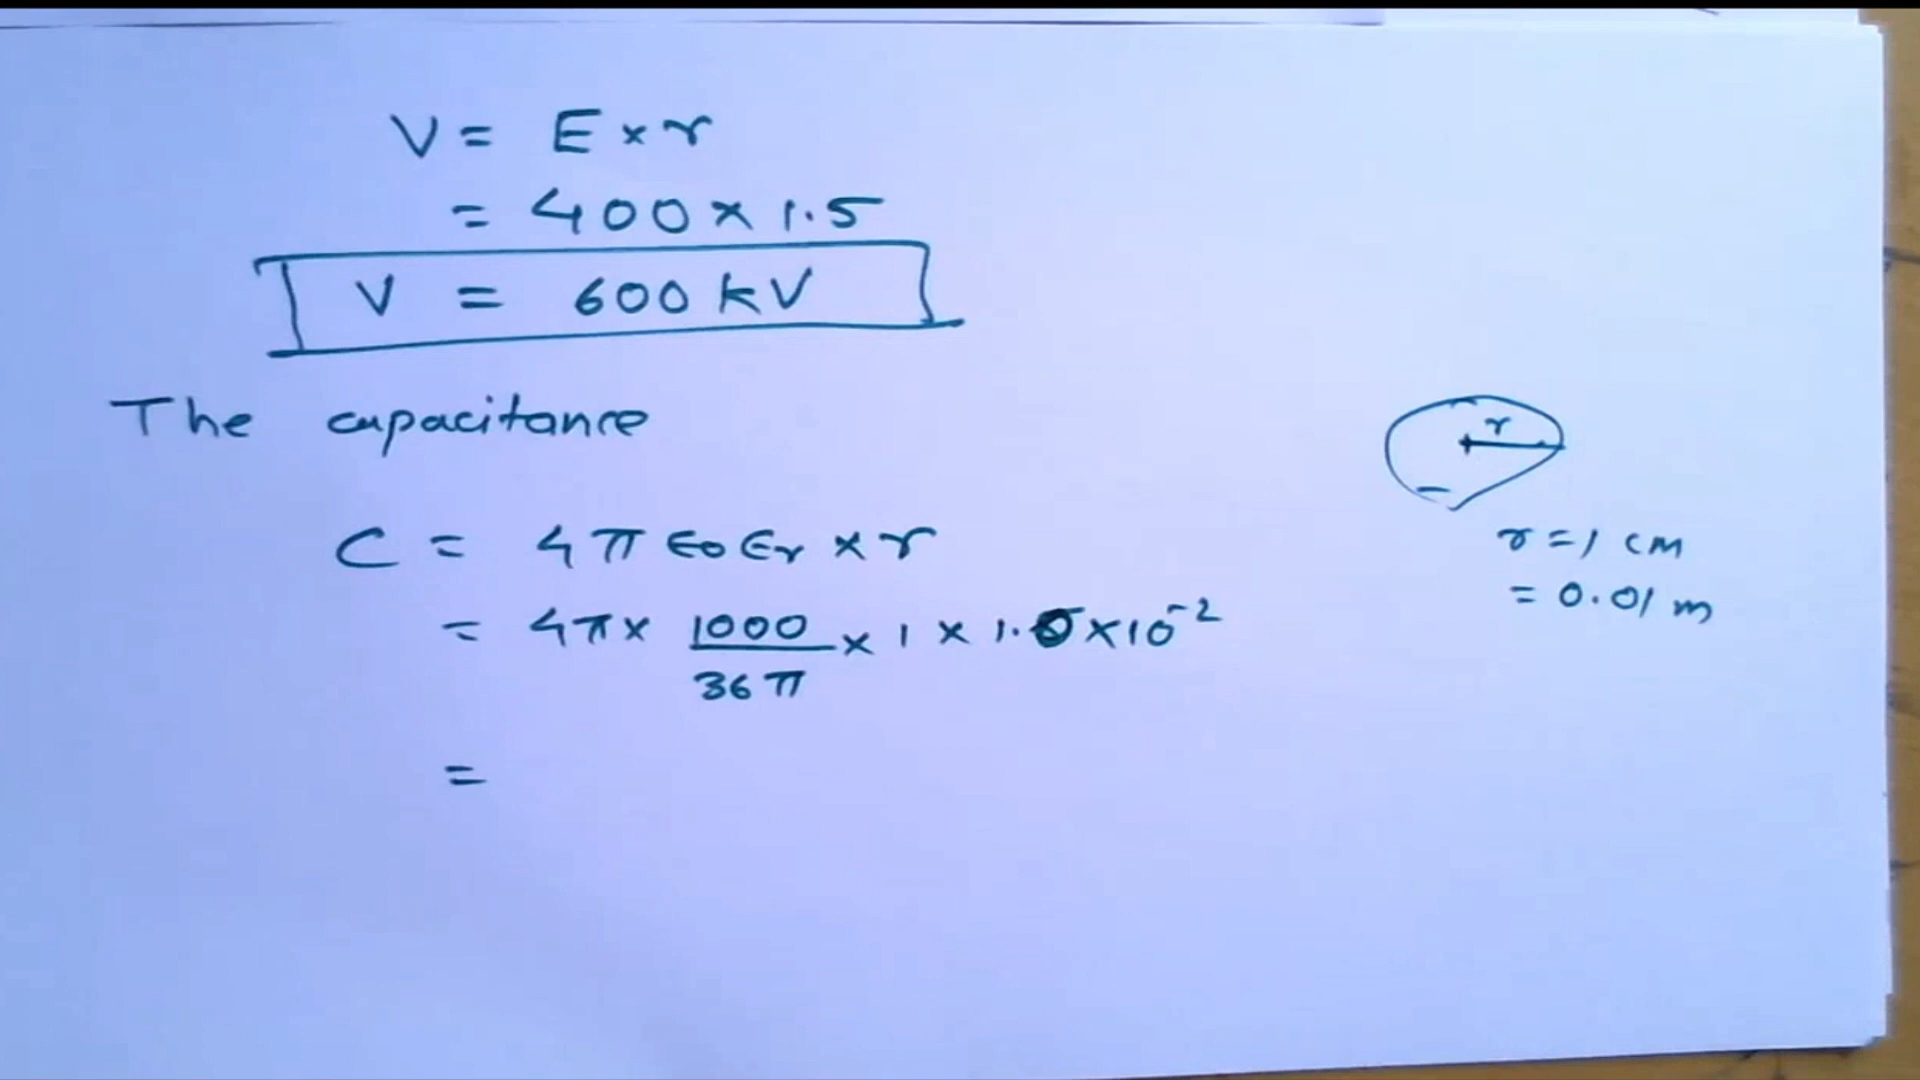 V = E × r
= 400 × 1.5
V = 600 kV
The capacitance
r
C = 4π ϵ0 ϵr × r
r = 1 cm
= 0.01 m
= 4π × 1000/36π × 1 × 1.0 × 10⁻²
=